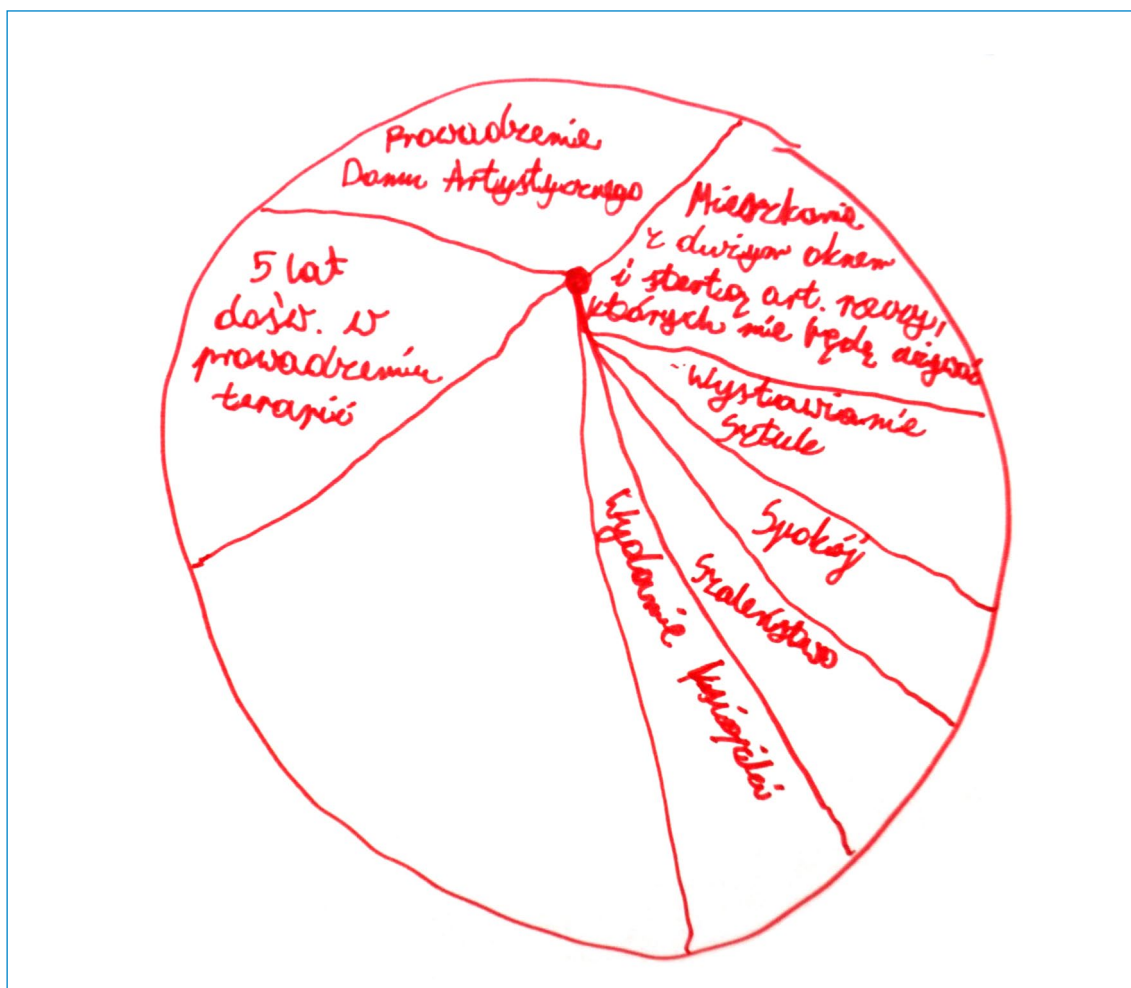 Prowadzenie
Domu Artystycznego
Mieszkanie
z dużym oknem
i stertą art. rzeczy,
których nie będę używać
Wystawianie
sztuk
Spokój
Szaleństwo
Wydanie książki
5 lat
dośw. w
prowadzeniu
terapii